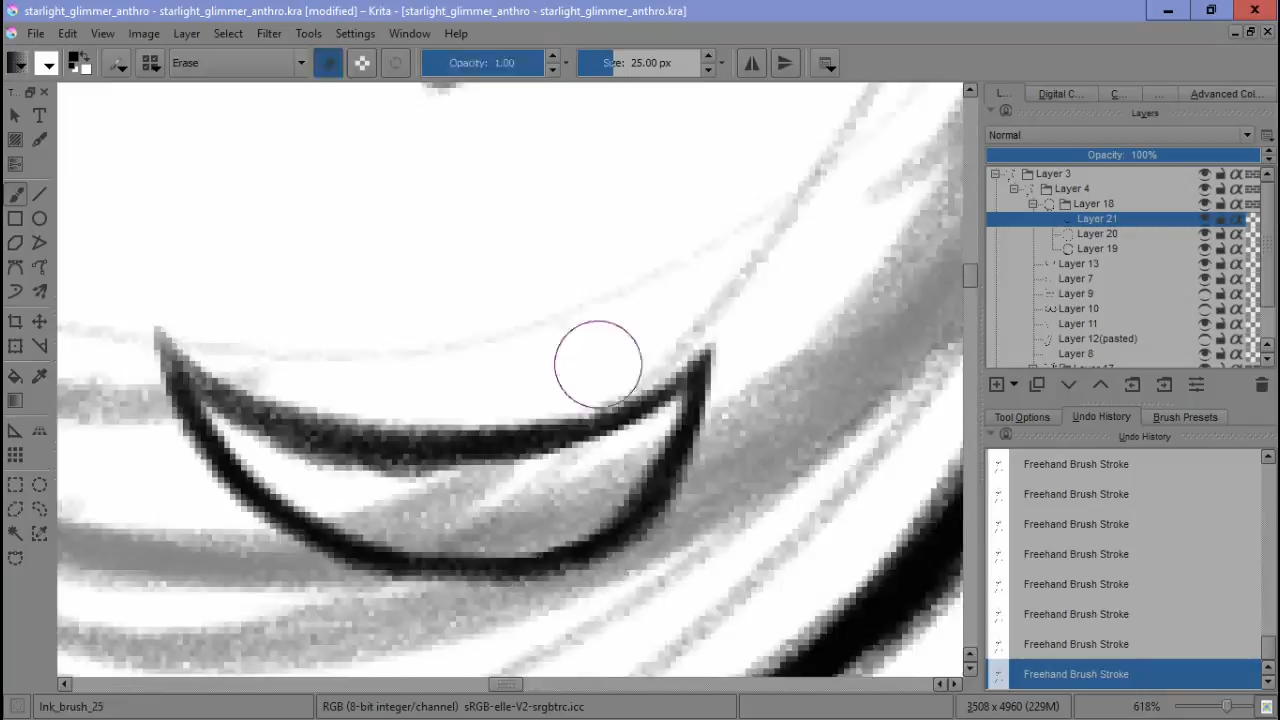 starlight_glimmer_anthro - starlight_glimmer_anthro.kra [modified] – Krita - [starlight_glimmer_anthro - starlight_glimmer_anthro.kra]
File Edit View Image Layer Select Filter Tools Settings Window Help
Erase Opacity: 1.00 Size: 25.00 px
T...
L... Digital C... C... ... Advanced Col...
Layers
Normal
Opacity: 100%
Layer 3
Layer 4
Layer 18
Layer 21
Layer 20
Layer 19
Layer 13
Layer 7
Layer 9
Layer 10
Layer 11
Layer 12(pasted)
Layer 8
Tool Options Undo History Brush Presets
Undo History
Freehand Brush Stroke
Freehand Brush Stroke
Freehand Brush Stroke
Freehand Brush Stroke
Freehand Brush Stroke
Freehand Brush Stroke
Freehand Brush Stroke
Freehand Brush Stroke
Ink_brush_25 RGB (8-bit integer/channel) sRGB-elle-V2-srgbtrc.icc 3508 x 4960 (229M) 618%